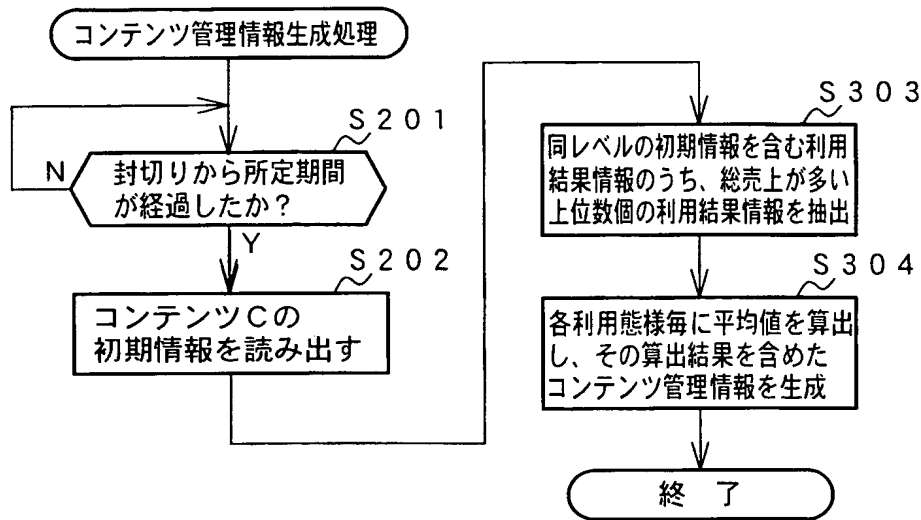 コンテンツ管理情報生成処理
S201
封切りから所定期間
が経過したか？
N
Y
S202
コンテンツCの
初期情報を読み出す
S303
同レベルの初期情報を含む利用
結果情報のうち、総売上が多い
上位数個の利用結果情報を抽出
S304
各利用態様毎に平均値を算出
し、その算出結果を含めた
コンテンツ管理情報を生成
終 了